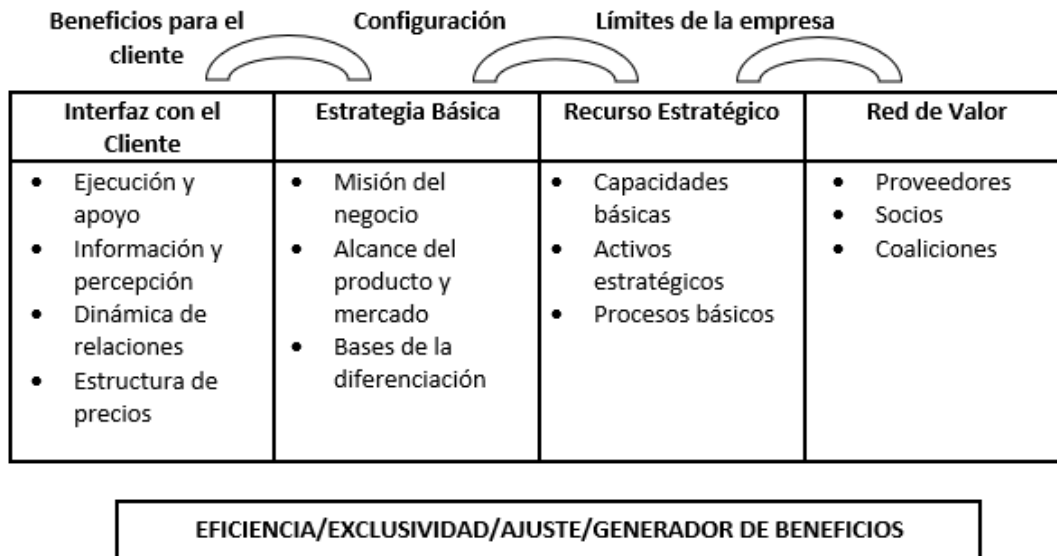 Beneficios para el
cliente
Configuración
Límites de la empresa
Interfaz con el
Cliente
Estrategia Básica
Recurso Estratégico
Red de Valor
• Ejecución y
apoyo
• Información y
percepción
• Dinámica de
relaciones
• Estructura de
precios
• Misión del
negocio
• Alcance del
producto y
mercado
• Bases de la
diferenciación
• Capacidades
básicas
• Activos
estratégicos
• Procesos básicos
• Proveedores
• Socios
• Coaliciones
EFICIENCIA/EXCLUSIVIDAD/AJUSTE/GENERADOR DE BENEFICIOS